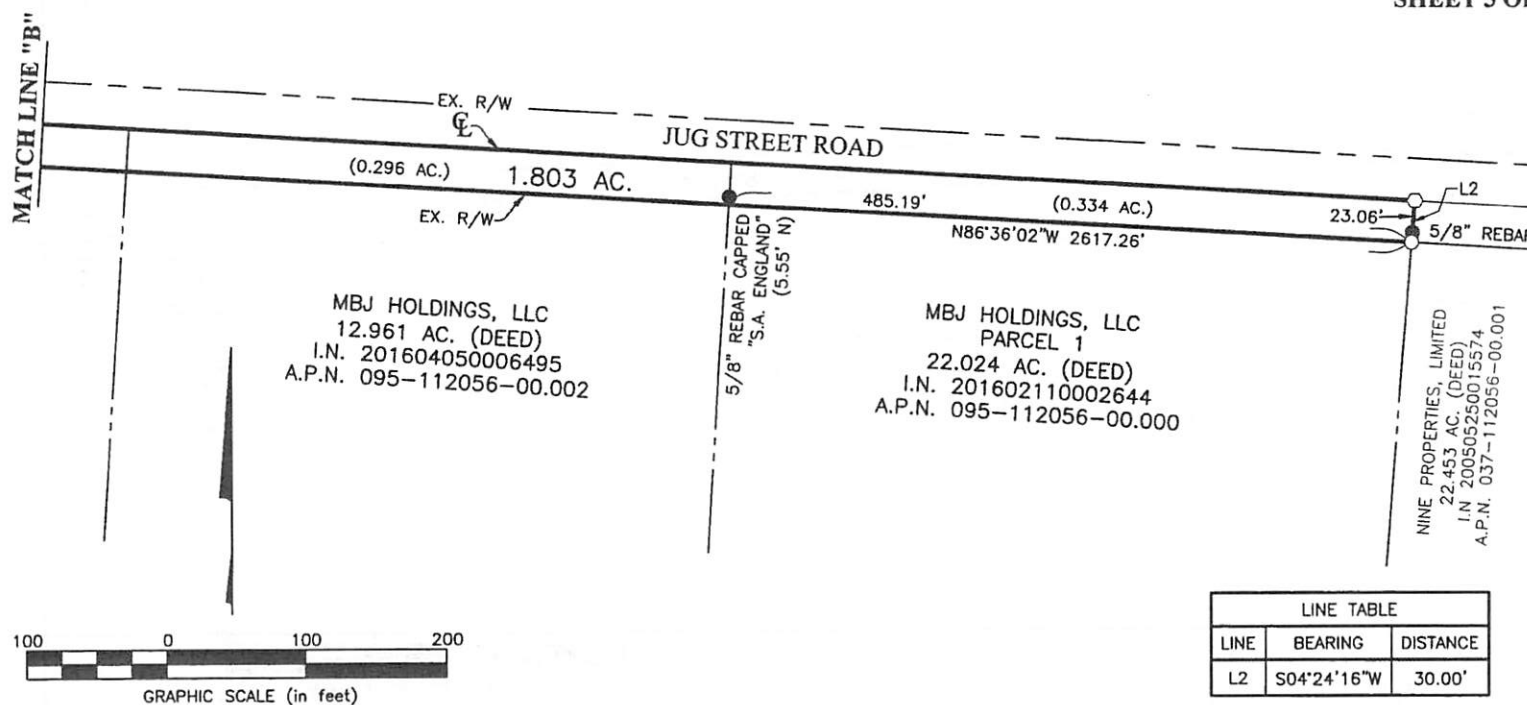 SHEET 5
MATCH LINE "B"
EX. R/W
℄
JUG STREET ROAD
(0.296 AC.)
1.803 AC.
EX. R/W
485.19'
(0.334 AC.)
N86°36'02"W 2617.26'
23.06'
L2
5/8" REBAR
5/8" REBAR CAPPED
"S.A. ENGLAND"
(5.55' N)
MBJ HOLDINGS, LLC
12.961 AC. (DEED)
I.N. 201604050006495
A.P.N. 095-112056-00.002
MBJ HOLDINGS, LLC
PARCEL 1
22.024 AC. (DEED)
I.N. 201602110002644
A.P.N. 095-112056-00.000
NINE PROPERTIES, LIMITED
22.453 AC. (DEED)
I.N 200505250015574
A.P.N. 037-112056-00.001
100 0 100 200
GRAPHIC SCALE (in feet)
LINE TABLE
LINE BEARING DISTANCE
L2 S04°24'16"W 30.00'